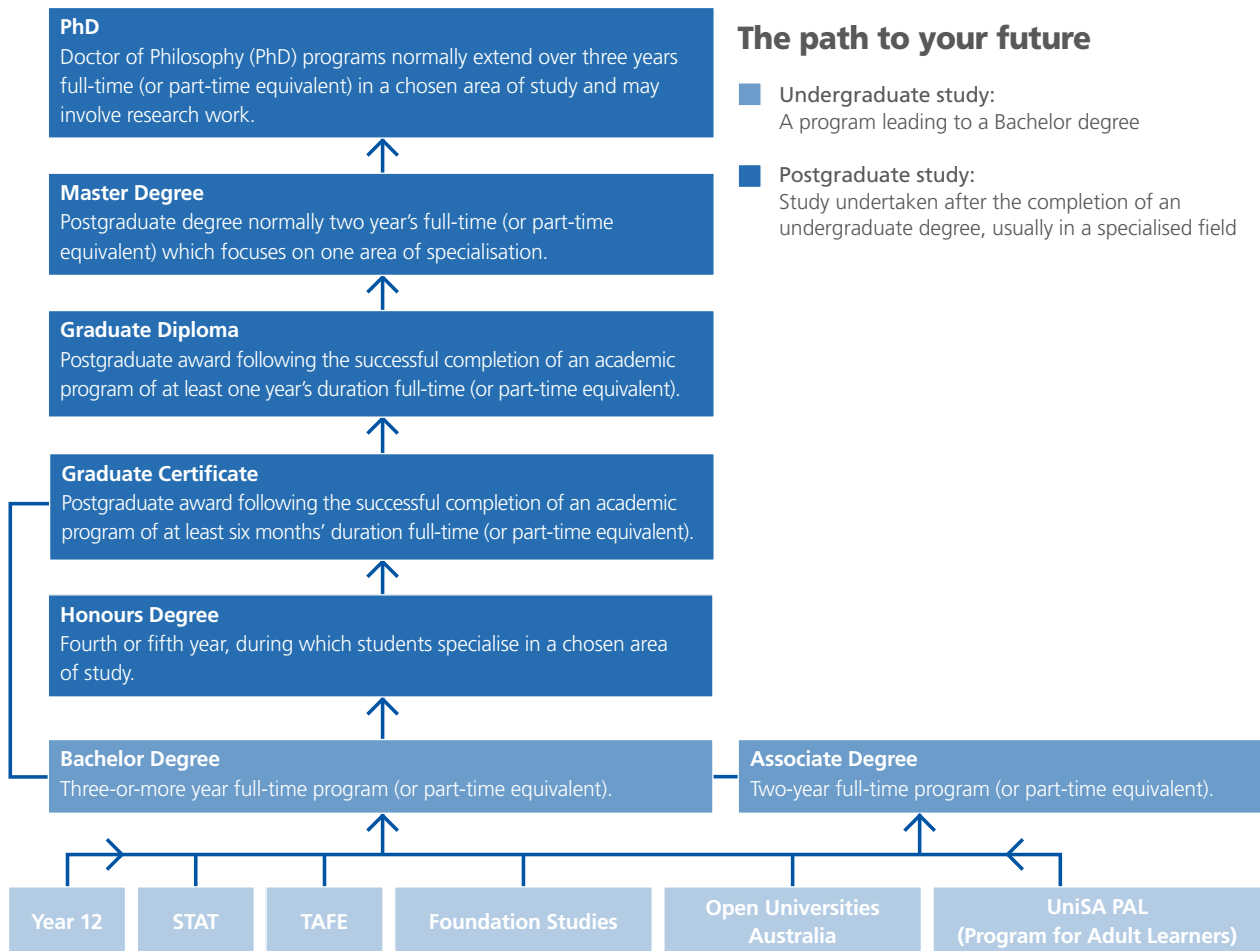 PhD
Doctor of Philosophy (PhD) programs normally extend over three years
full-time (or part-time equivalent) in a chosen area of study and may
involve research work.
The path to your future
Undergraduate study:
A program leading to a Bachelor degree
Postgraduate study:
Study undertaken after the completion of an
undergraduate degree, usually in a specialised field
Master Degree
Postgraduate degree normally two year’s full-time (or part-time
equivalent) which focuses on one area of specialisation.
Graduate Diploma
Postgraduate award following the successful completion of an academic
program of at least one year’s duration full-time (or part-time equivalent).
Graduate Certificate
Postgraduate award following the successful completion of an academic
program of at least six months’ duration full-time (or part-time equivalent).
Honours Degree
Fourth or fifth year, during which students specialise in a chosen area
of study.
Bachelor Degree
Three-or-more year full-time program (or part-time equivalent).
Associate Degree
Two-year full-time program (or part-time equivalent).
Year 12
STAT
TAFE
Foundation Studies
Open Universities
Australia
UniSA PAL
(Program for Adult Learners)